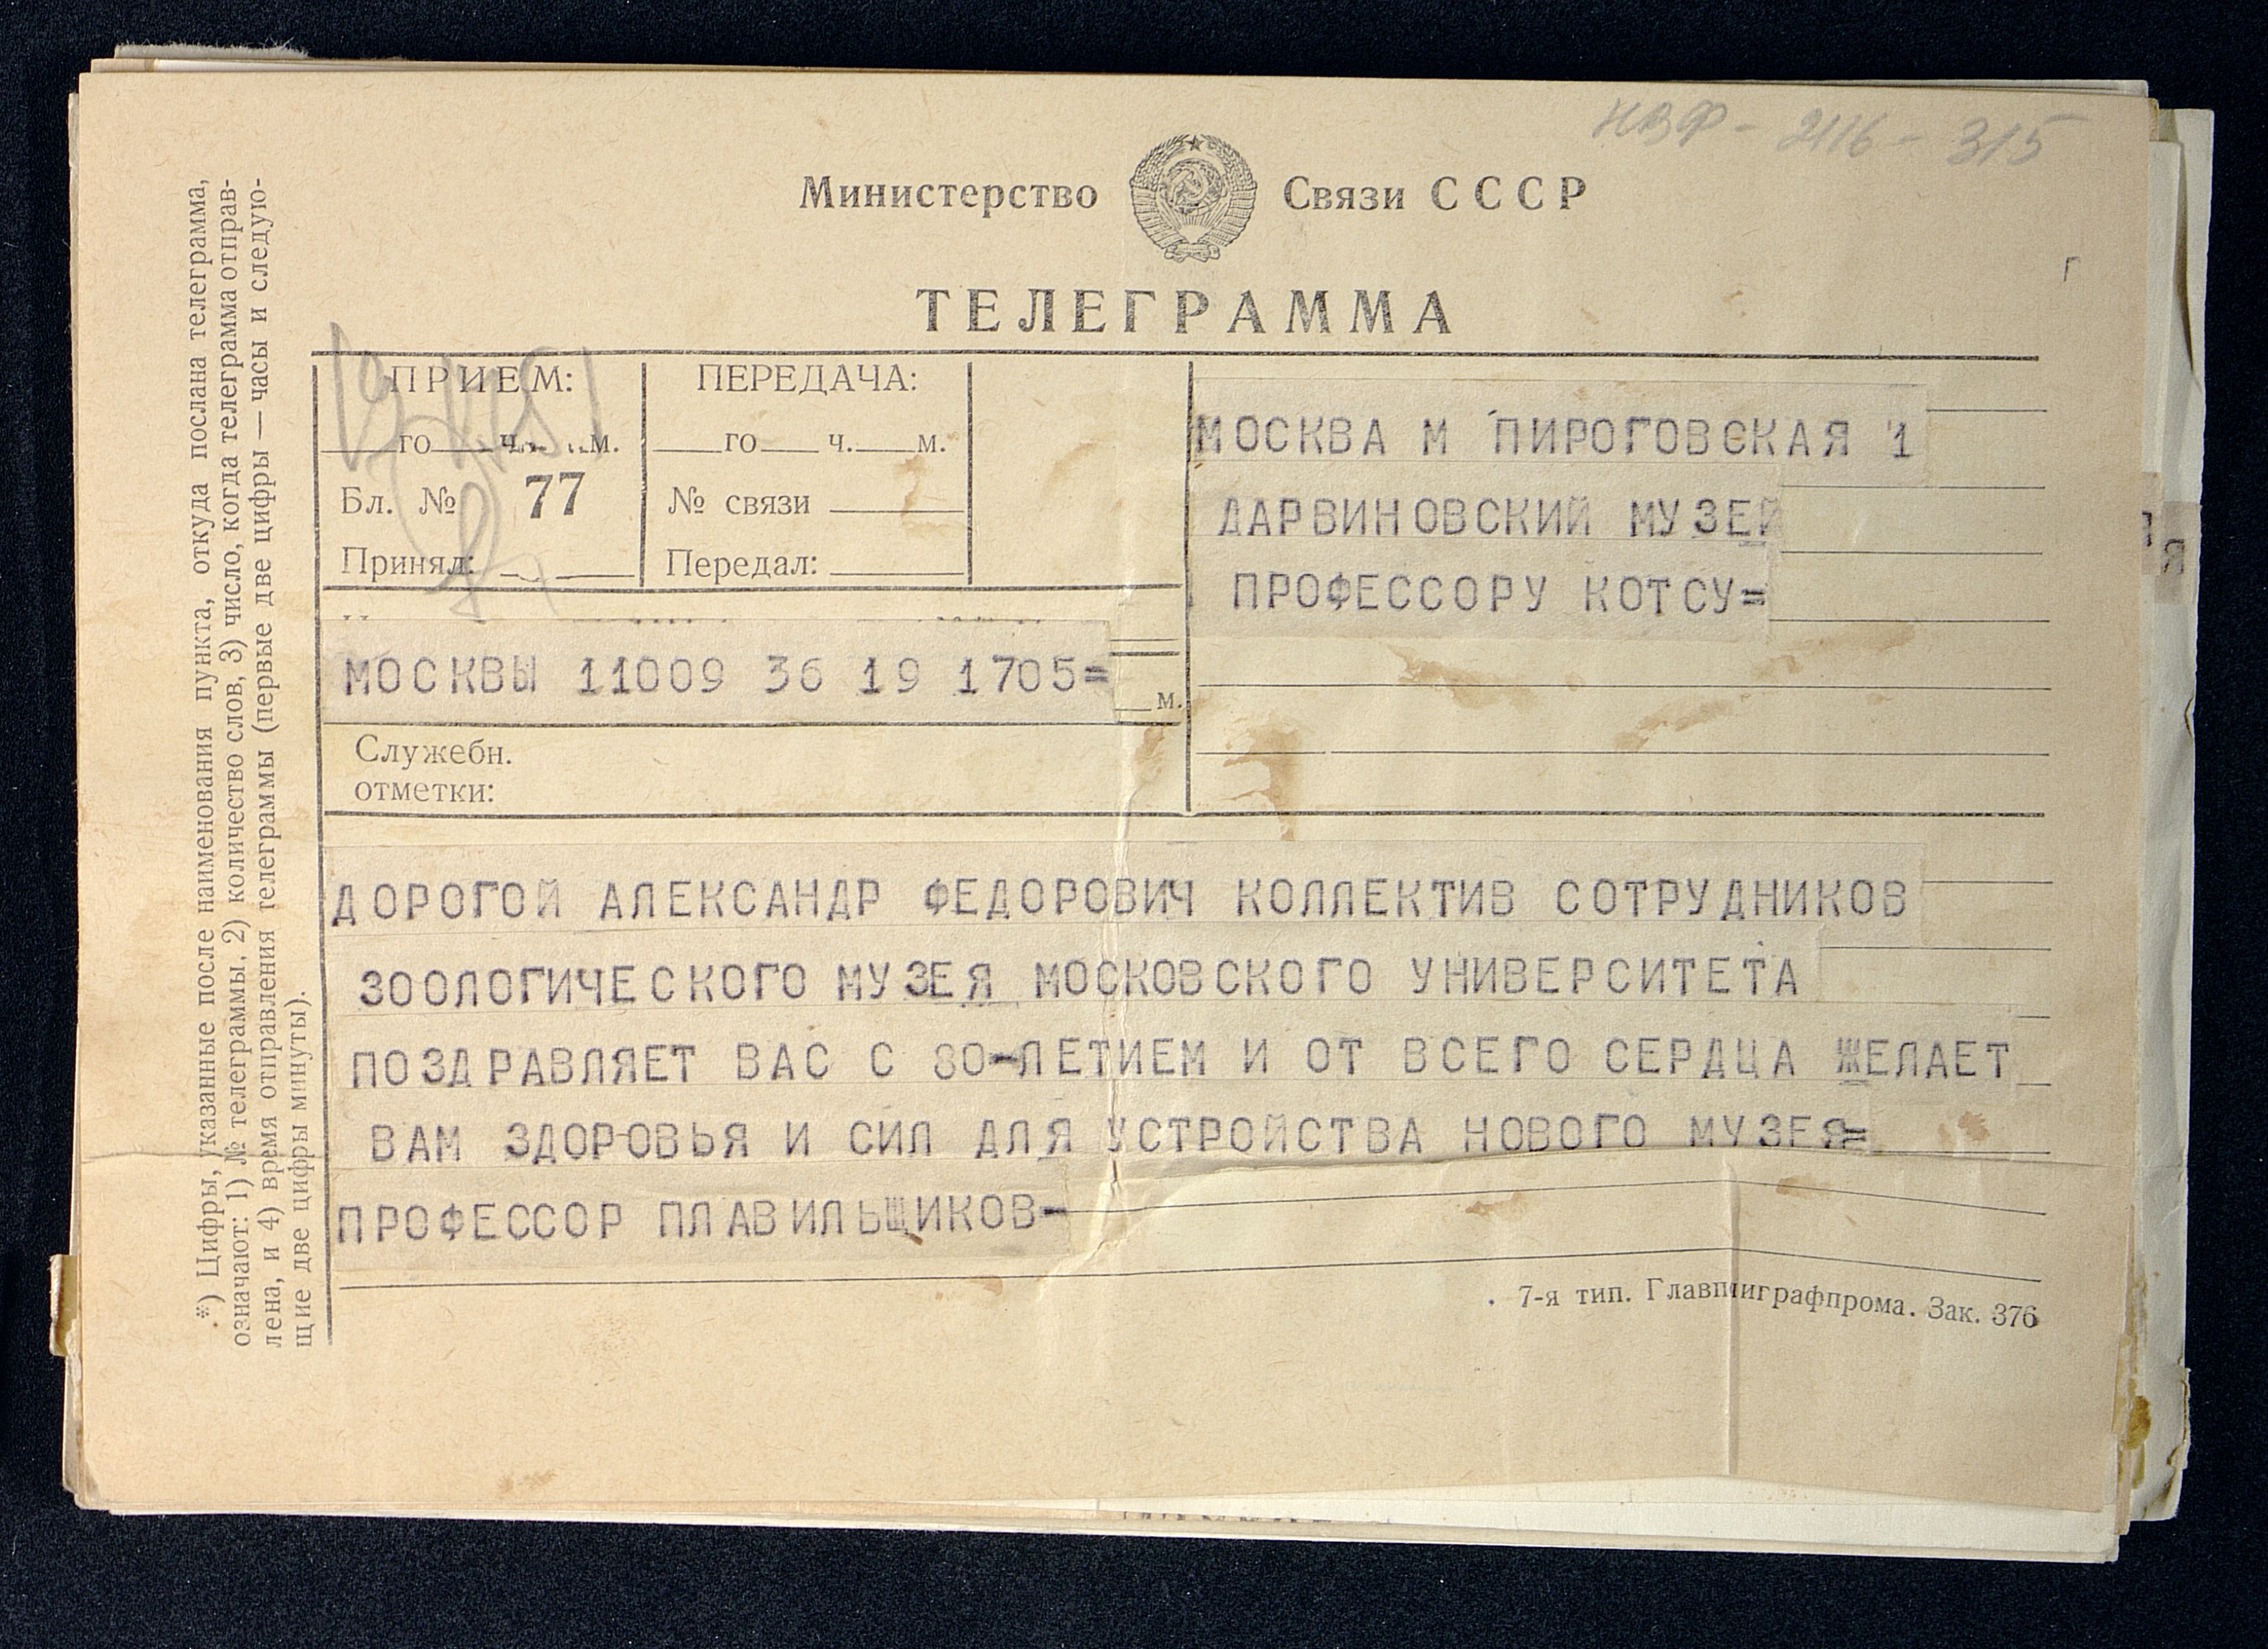 НВФ - 2116 - 315
Министерство Связи СССР
ТЕЛЕГРАММА
ПРИЕМ:
го ч. м.
Бл. № 77
Принял:
ПЕРЕДАЧА:
го ч. м.
№ связи
Передал:
МОСКВА М ПИРОГОВСКАЯ 1
ДАРВИНОВСКИЙ МУЗЕЙ
ПРОФЕССОРУ КОТСУ=
МОСКВЫ 11009 36 19 1705=
м.
Служебн.
отметки:
ДОРОГОЙ АЛЕКСАНДР ФЕДОРОВИЧ КОЛЛЕКТИВ СОТРУДНИКОВ
ЗООЛОГИЧЕСКОГО МУЗЕЯ МОСКОВСКОГО УНИВЕРСИТЕТА
ПОЗДРАВЛЯЕТ ВАС С 80-ЛЕТИЕМ И ОТ ВСЕГО СЕРДЦА ЖЕЛАЕТ
ВАМ ЗДОРОВЬЯ И СИЛ ДЛЯ УСТРОЙСТВА НОВОГО МУЗЕЯ=
ПРОФЕССОР ПЛАВИЛЬЩИКОВ-
7-я тип. Главполиграфпрома. Зак. 376
*) Цифры, указанные после наименования пункта, откуда послана телеграмма,
означают: 1) № телеграммы, 2) количество слов, 3) число, когда телеграмма отправ-
лена, и 4) время отправления телеграммы (первые две цифры — часы и следую-
щие две цифры минуты).